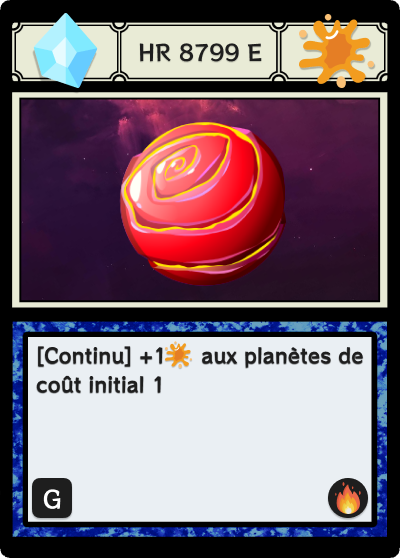 HR 8799 E
[Continu] +1 aux planètes de
coût initial 1
G